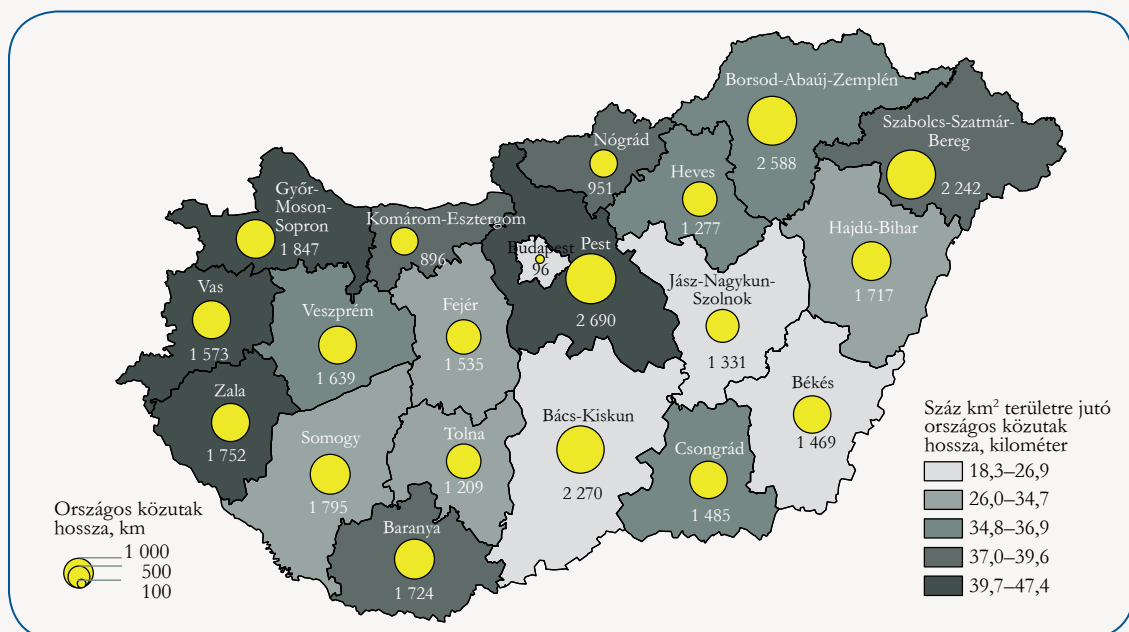 Borsod-Abaúj-Zemplén
2 588
Szabolcs-Szatmár-
Bereg
2 242
Nógrád
951
Heves
1 277
Győr-
Moson-
Sopron
1 847
Komárom-Esztergom
896
Budapest
96
Pest
2 690
Hajdú-Bihar
1 717
Jász-Nagykun-
Szolnok
1 331
Vas
1 573
Veszprém
1 639
Fejér
1 535
Zala
1 752
Somogy
1 795
Tolna
1 209
Bács-Kiskun
2 270
Csongrád
1 485
Békés
1 469
Baranya
1 724
Országos közutak
hossza, km
1 000
500
100
Száz km² területre jutó
országos közutak
hossza, kilométer
18,3–26,9
26,0–34,7
34,8–36,9
37,0–39,6
39,7–47,4